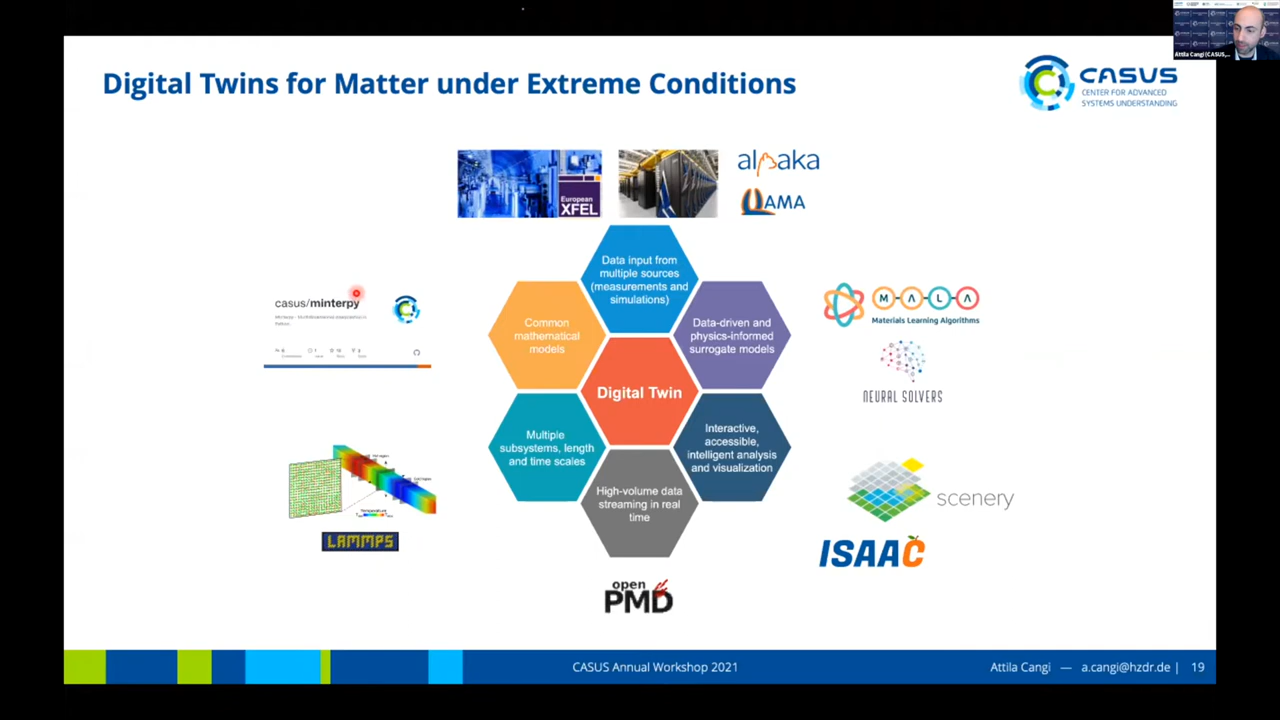 Digital Twins for Matter under Extreme Conditions
CASUS
CENTER FOR ADVANCED
SYSTEMS UNDERSTANDING
Attila Cangi (CASUS,...
European
XFEL
alpaka
LLAMA
Data input from
multiple sources
(measurements and
simulations)
casus/minterpy
Common
mathematical
models
Data-driven and
physics-informed
surrogate models
M-A-L-A
Materials Learning Algorithms
NEURAL SOLVERS
Digital Twin
Multiple
subsystems, length
and time scales
Interactive,
accessible,
intelligent analysis
and visualization
High-volume data
streaming in real
time
Temperature
LAMMPS
scenery
ISAAC
open
PMD
CASUS Annual Workshop 2021
Attila Cangi — a.cangi@hzdr.de | 19